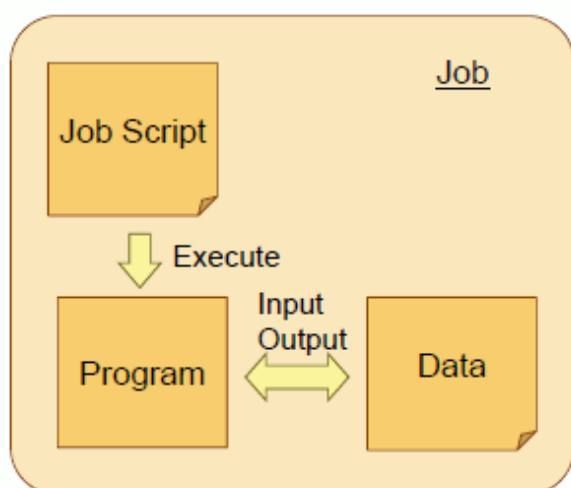 Job
Job Script
Execute
Input
Output
Program
Data